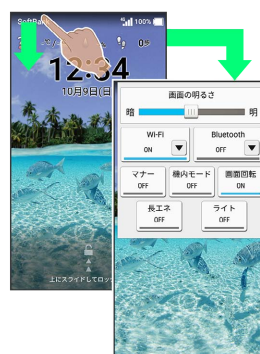 SoftBank
100%
12:34
10月9日(日
上にスライドしてロッ
画面の明るさ
暗 明
Wi-Fi Bluetooth
ON OFF
マナー 機内モード 画面回転
OFF OFF ON
長エネ ライト
OFF OFF